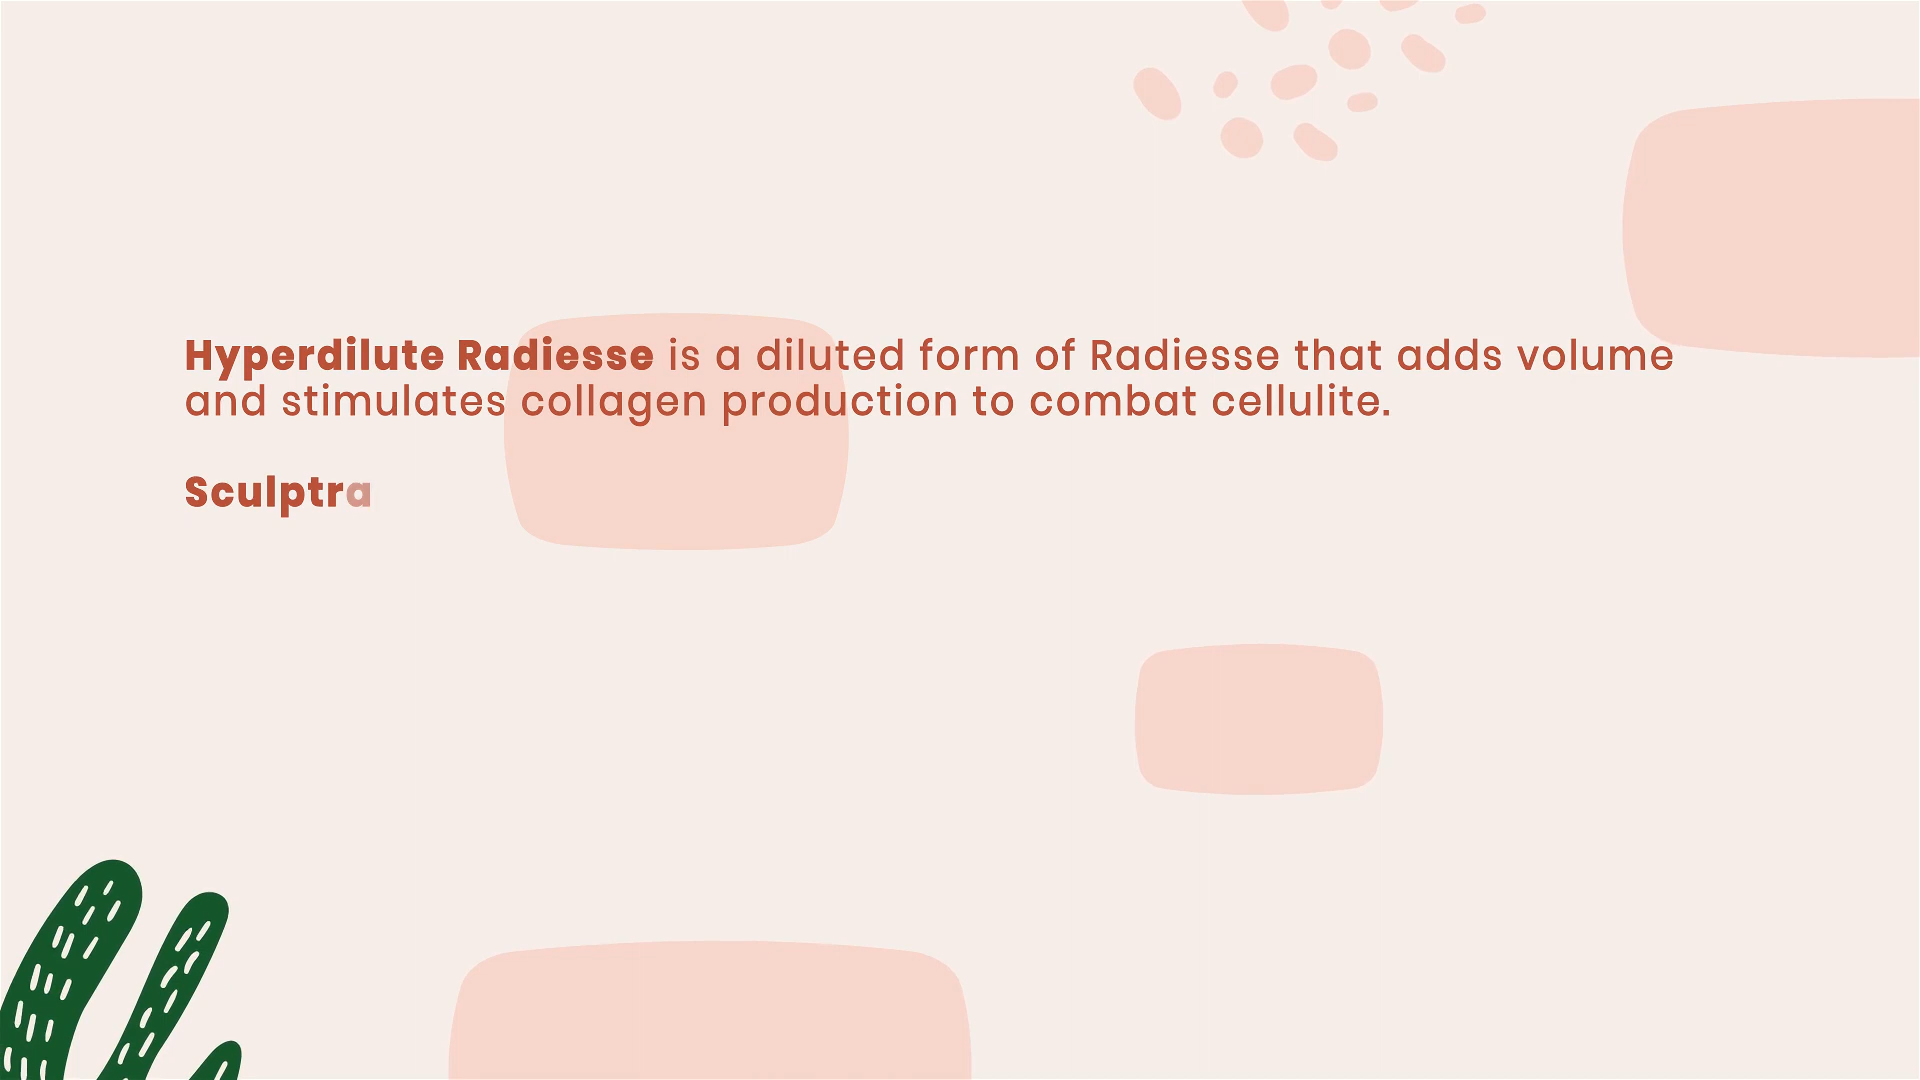 Hyperdilute Radiesse is a diluted form of Radiesse that adds volume
and stimulates collagen production to combat cellulite.
Sculptra